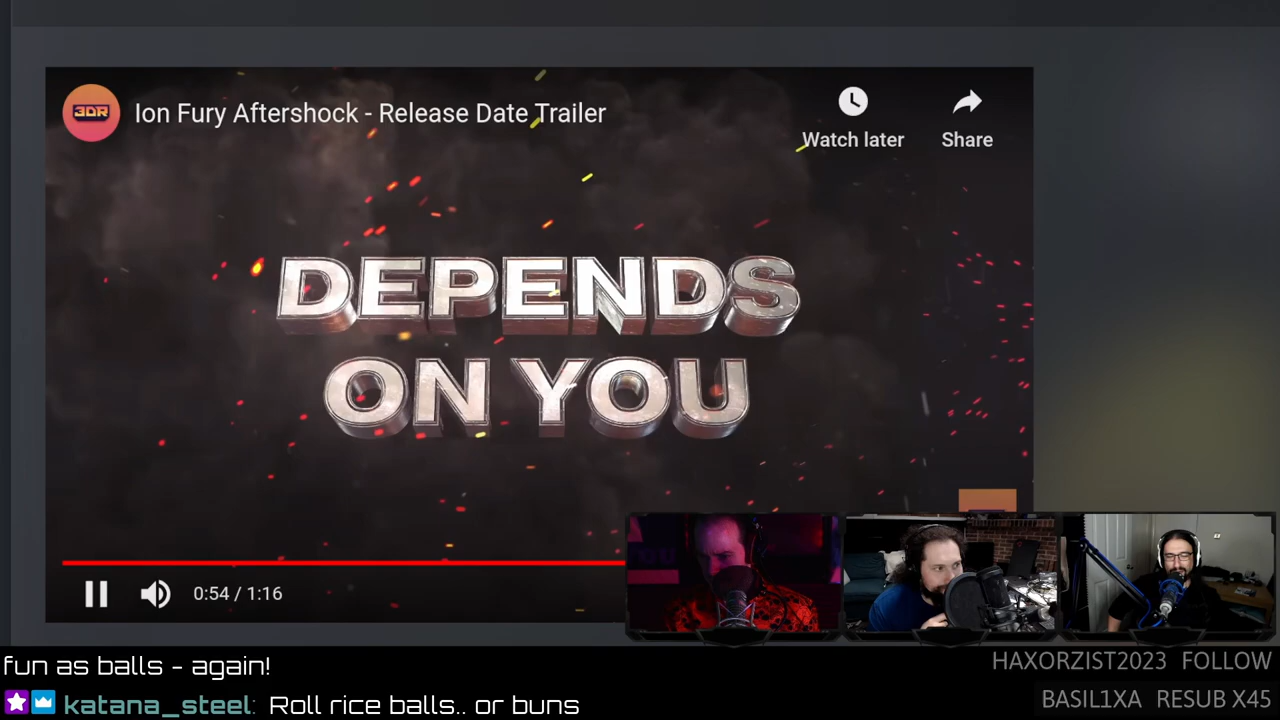 3DR
Ion Fury Aftershock - Release Date Trailer
Watch later
Share
DEPENDS
ON YOU
0:54 / 1:16
fun as balls - again!
katana_steel: Roll rice balls.. or buns
HAXORZIST2023 FOLLOW
BASIL1XA RESUB X45